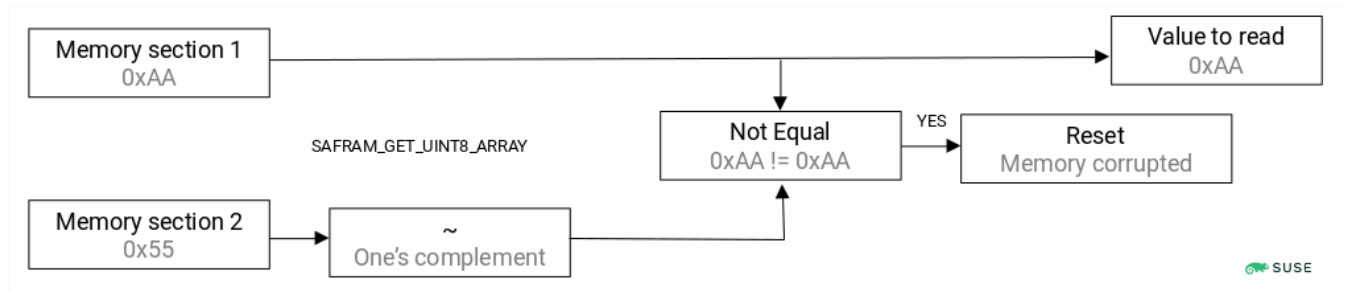 Memory section 1
0xAA
Value to read
0xAA
Not Equal
0xAA != 0xAA
YES
Reset
Memory corrupted
SAFRAM_GET_UINT8_ARRAY
Memory section 2
0x55
~
One's complement
SUSE